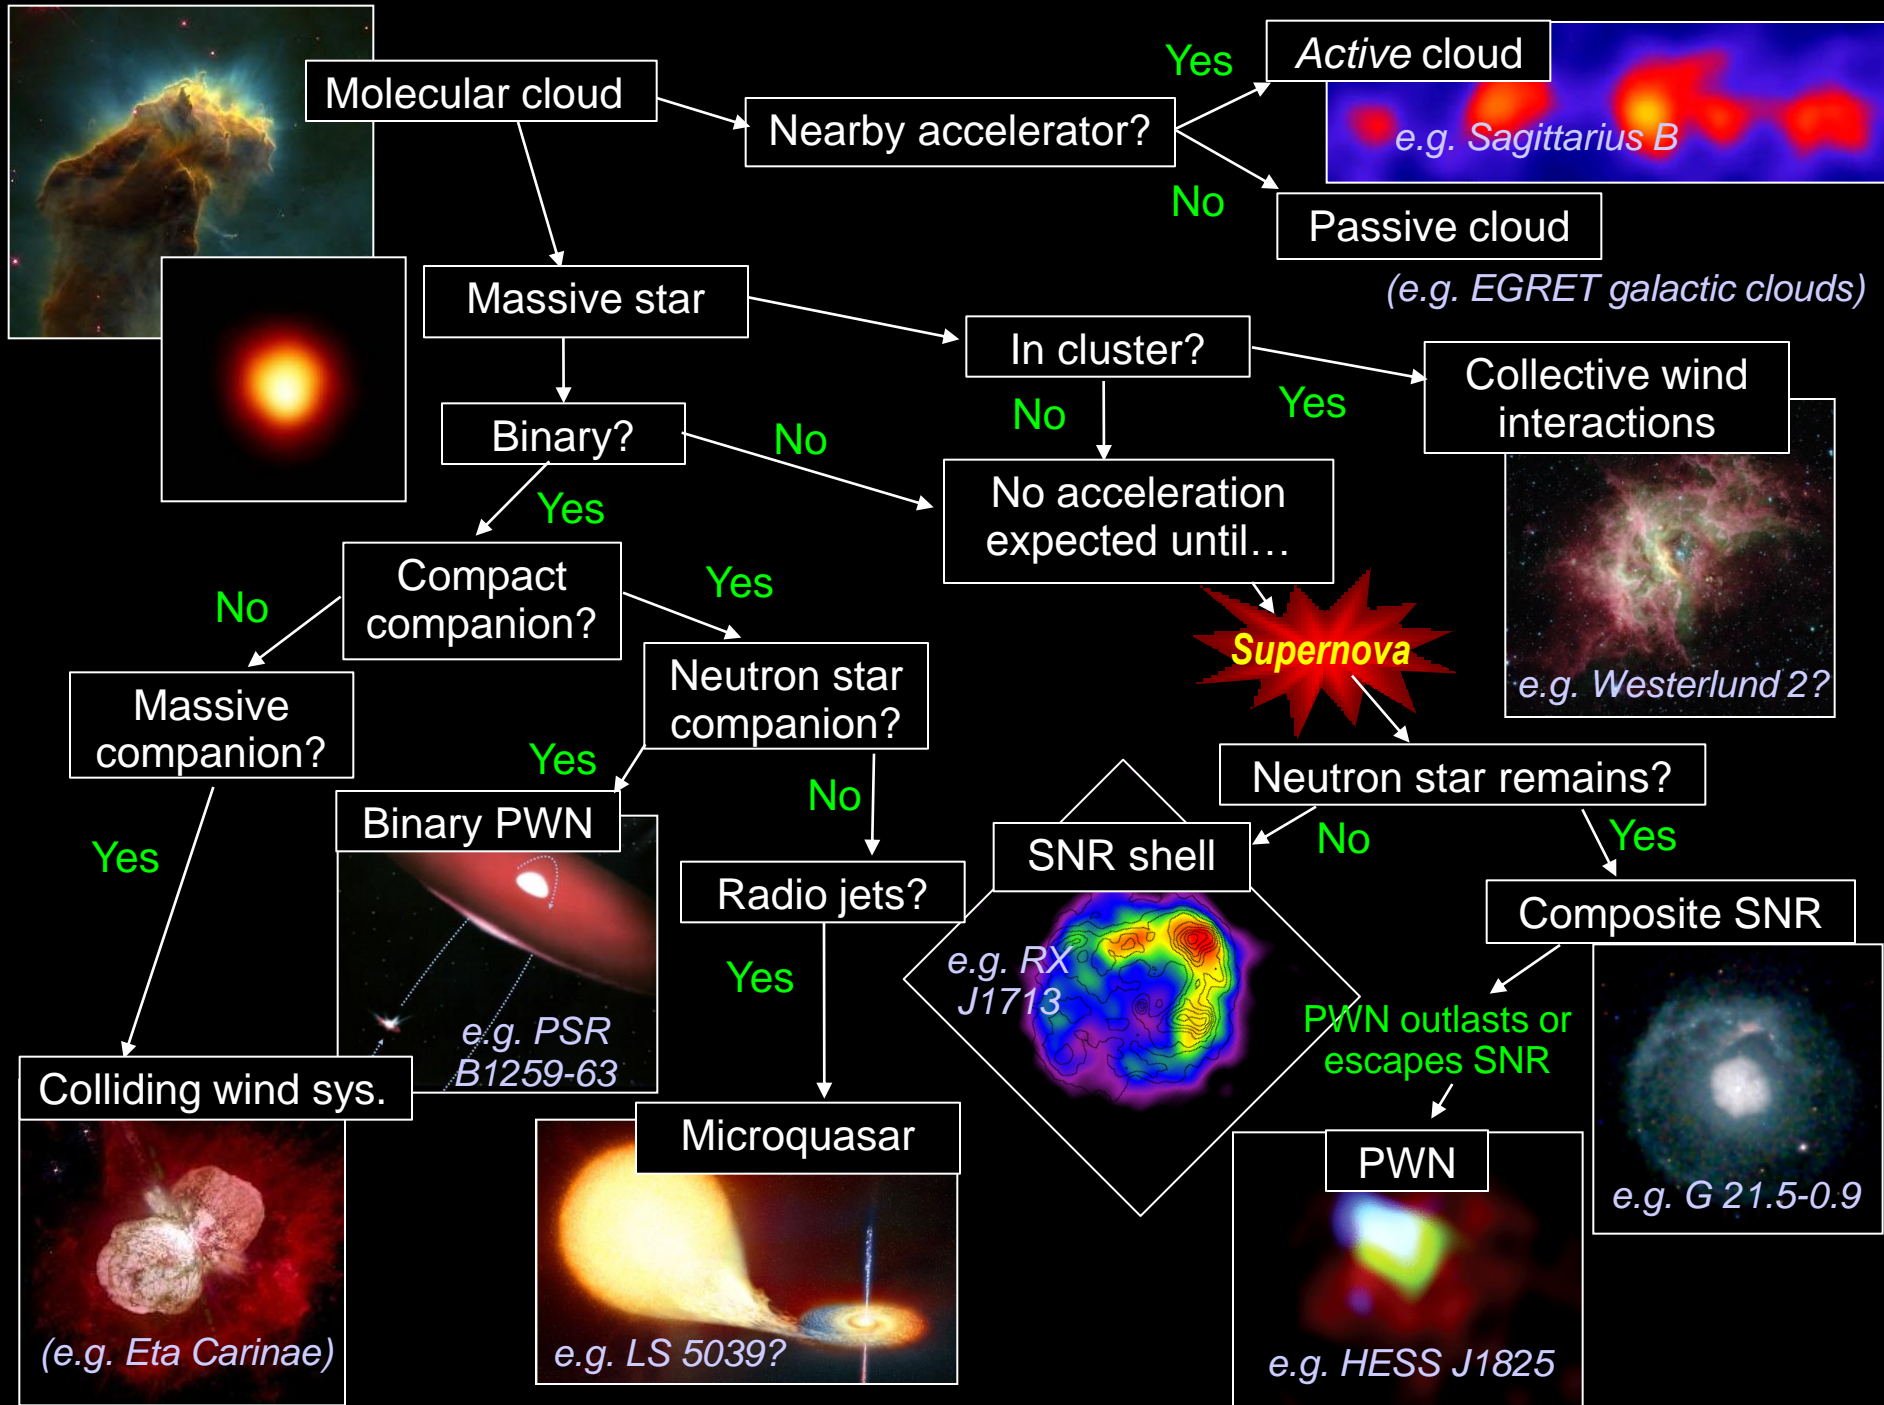 Molecular cloud
Nearby accelerator?
Yes
Active cloud
e.g. Sagittarius B
No
Passive cloud
(e.g. EGRET galactic clouds)
Massive star
In cluster?
Yes
Collective wind
interactions
e.g. Westerlund 2?
No
Binary?
No
No acceleration
expected until…
Yes
Compact
companion?
No
Yes
Supernova
Massive
companion?
Neutron star
companion?
Yes
No
Neutron star remains?
No
Yes
Yes
Binary PWN
e.g. PSR
B1259-63
Radio jets?
Yes
SNR shell
e.g. RX
J1713
Composite SNR
e.g. G 21.5-0.9
PWN outlasts or
escapes SNR
Colliding wind sys.
(e.g. Eta Carinae)
Microquasar
e.g. LS 5039?
PWN
e.g. HESS J1825